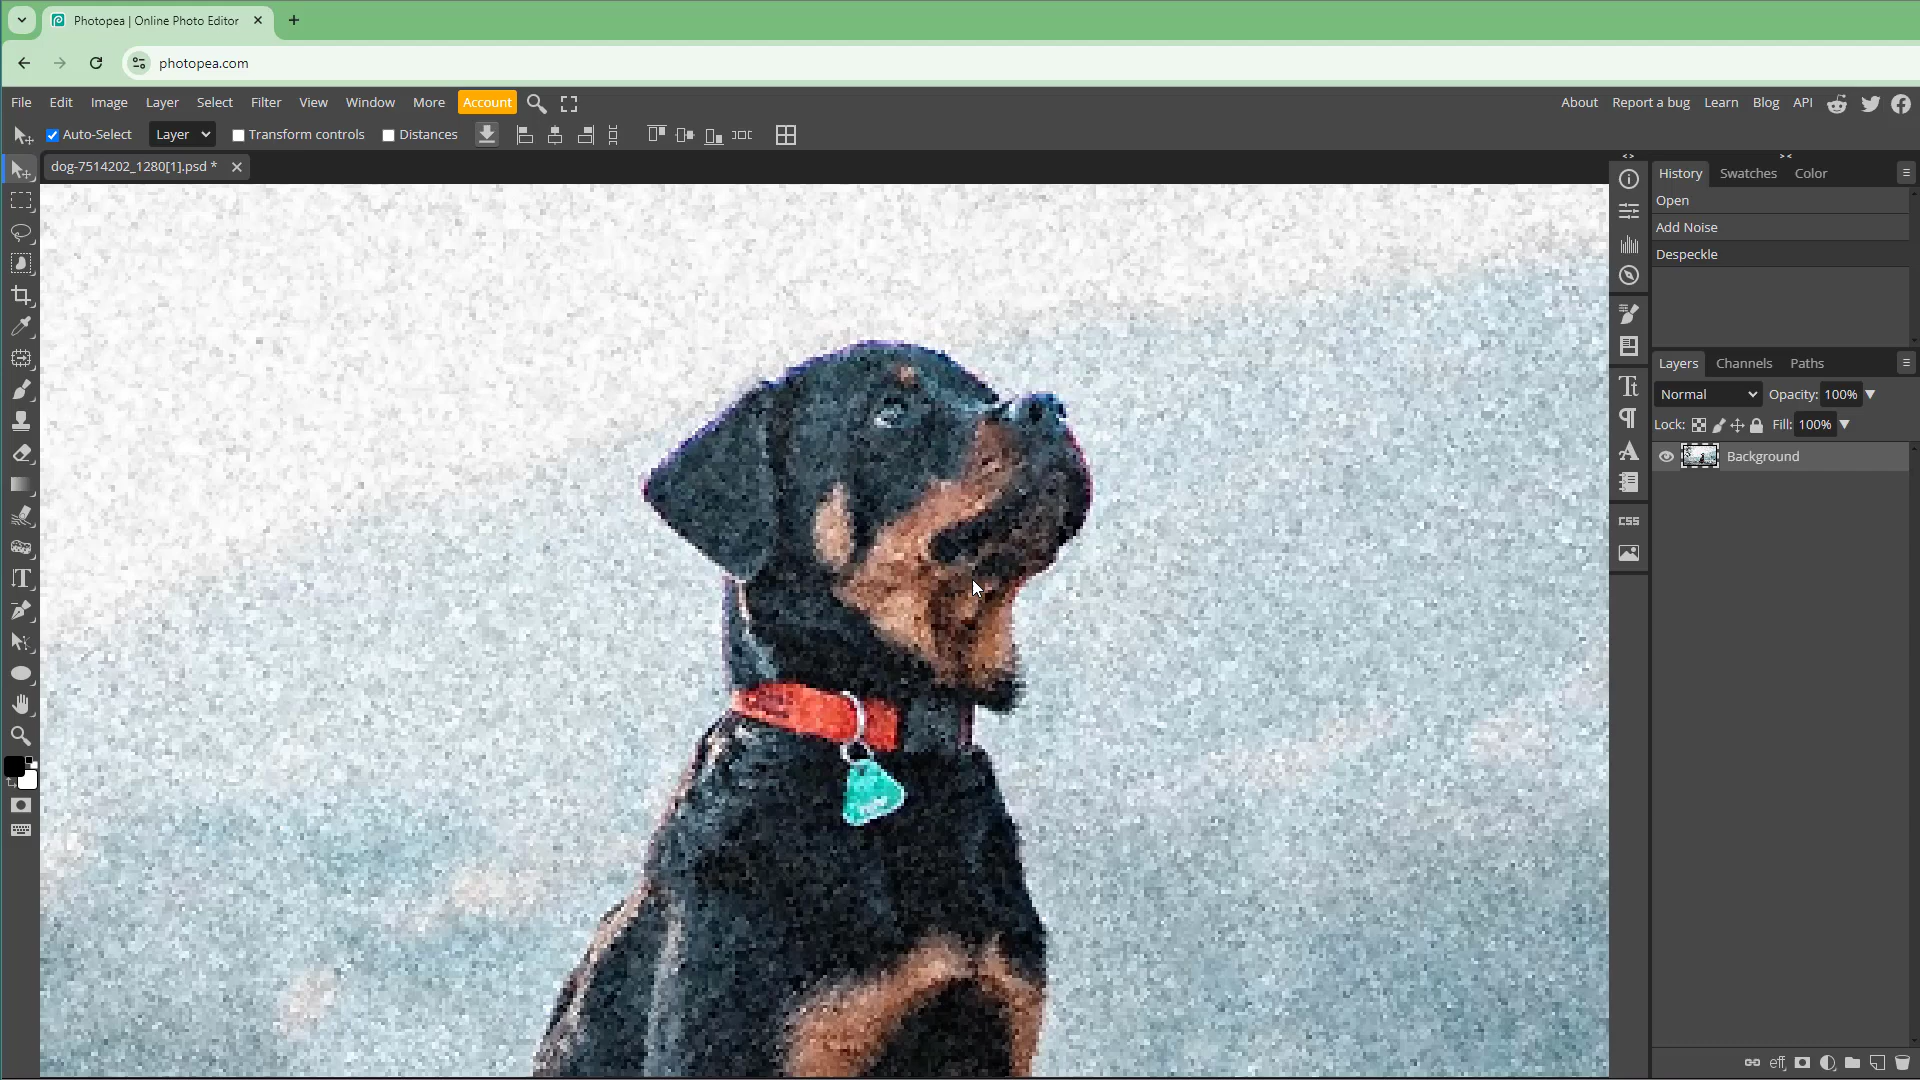 Photopea | Online Photo Editor
photopea.com
File Edit Image Layer Select Filter View Window More Account
About Report a bug Learn Blog API
Auto-Select Layer Transform controls Distances
dog-7514202_1280[1].psd *
History Swatches Color
Open
Add Noise
Despeckle
Layers Channels Paths
Normal Opacity: 100%
Lock: Fill: 100%
Background
CSS
eff